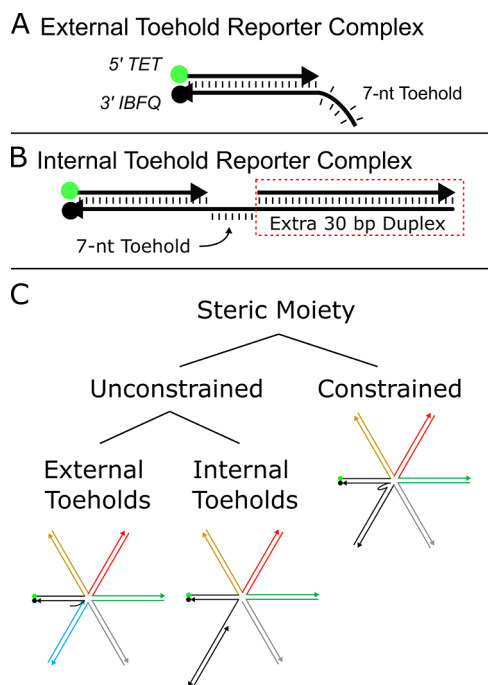 A External Toehold Reporter Complex
5' TET
3' IBFQ
7-nt Toehold
B Internal Toehold Reporter Complex
Extra 30 bp Duplex
7-nt Toehold
C
Steric Moiety
Unconstrained
Constrained
External
Toeholds
Internal
Toeholds